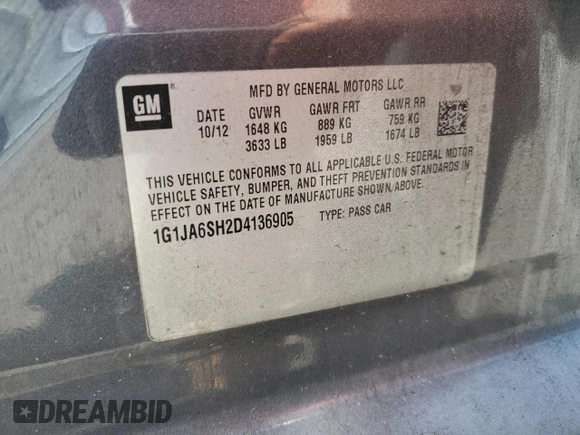 GM
MFD BY GENERAL MOTORS LLC
DATE GVWR GAWR FRT GAWR RR
10/12 1648 KG 889 KG 759 KG
3633 LB 1959 LB 1674 LB
THIS VEHICLE CONFORMS TO ALL APPLICABLE U.S. FEDERAL MOTOR
VEHICLE SAFETY, BUMPER, AND THEFT PREVENTION STANDARDS IN
EFFECT ON THE DATE OF MANUFACTURE SHOWN ABOVE.
1G1JA6SH2D4136905 TYPE: PASS CAR
DREAMBID